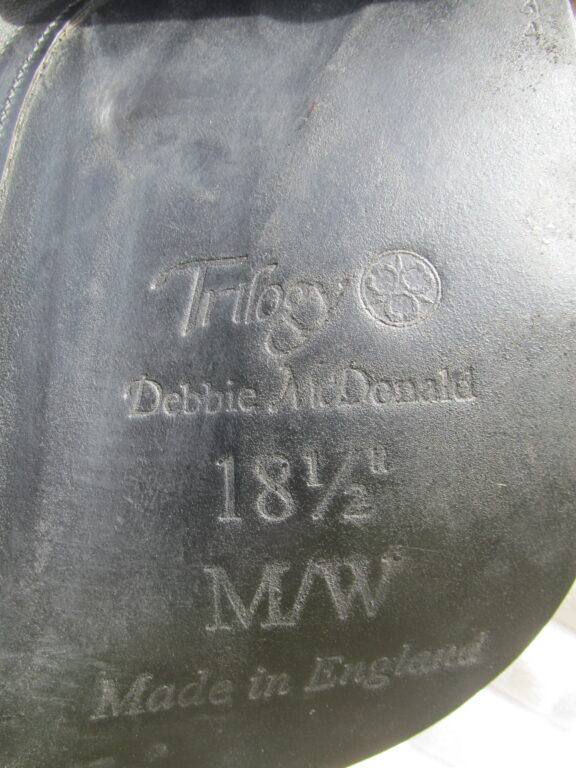 Trilogy
Debbie McDonald
18½"
M/W
Made in England